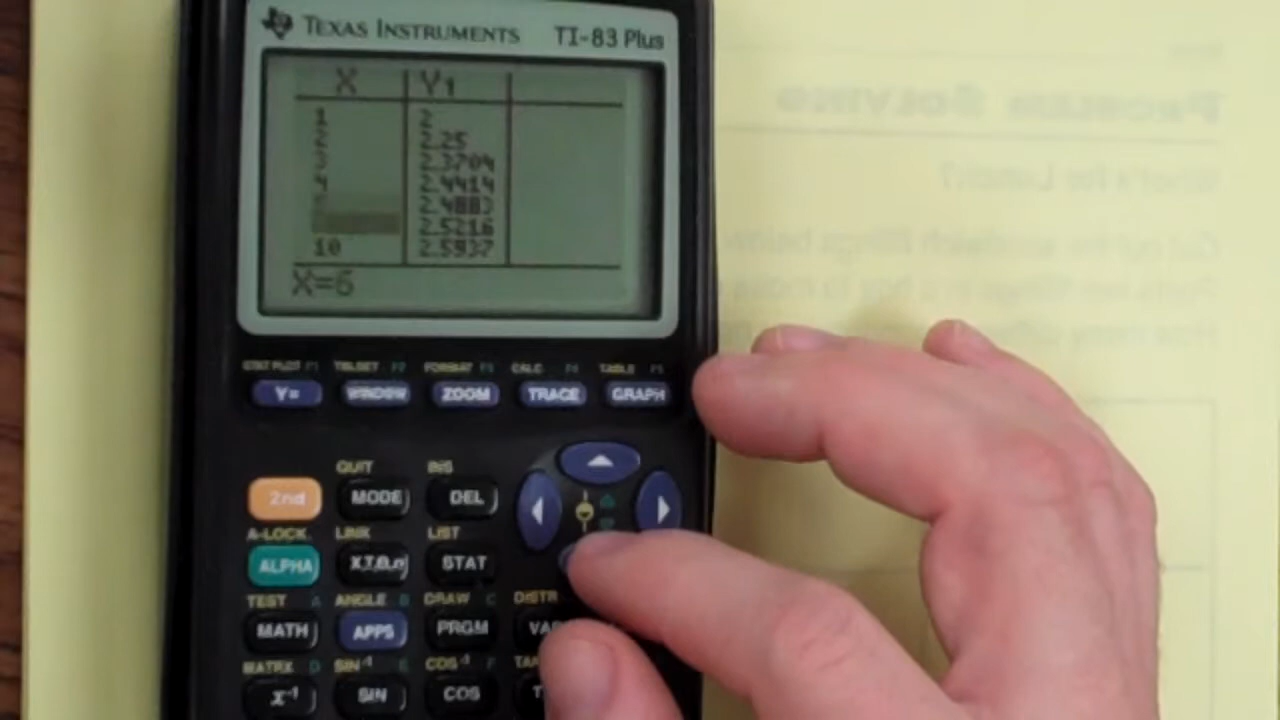 TEXAS INSTRUMENTS TI-83 Plus
X Y1
1 2
2 2.25
3 2.3704
4 2.4414
5 2.4883
2.5216
10 2.5937
X=6
STAT PLOT F1 TBLSET F2 FORMAT F3 CALC F4 TABLE F5
Y= WINDOW ZOOM TRACE GRAPH
QUIT INS
2nd MODE DEL
A-LOCK LINK LIST
ALPHA X,T,θ,n STAT
TEST A ANGLE B DRAW C DISTR
MATH APPS PRGM
MATRX D SIN-1 E COS-1 F
X-1 SIN COS